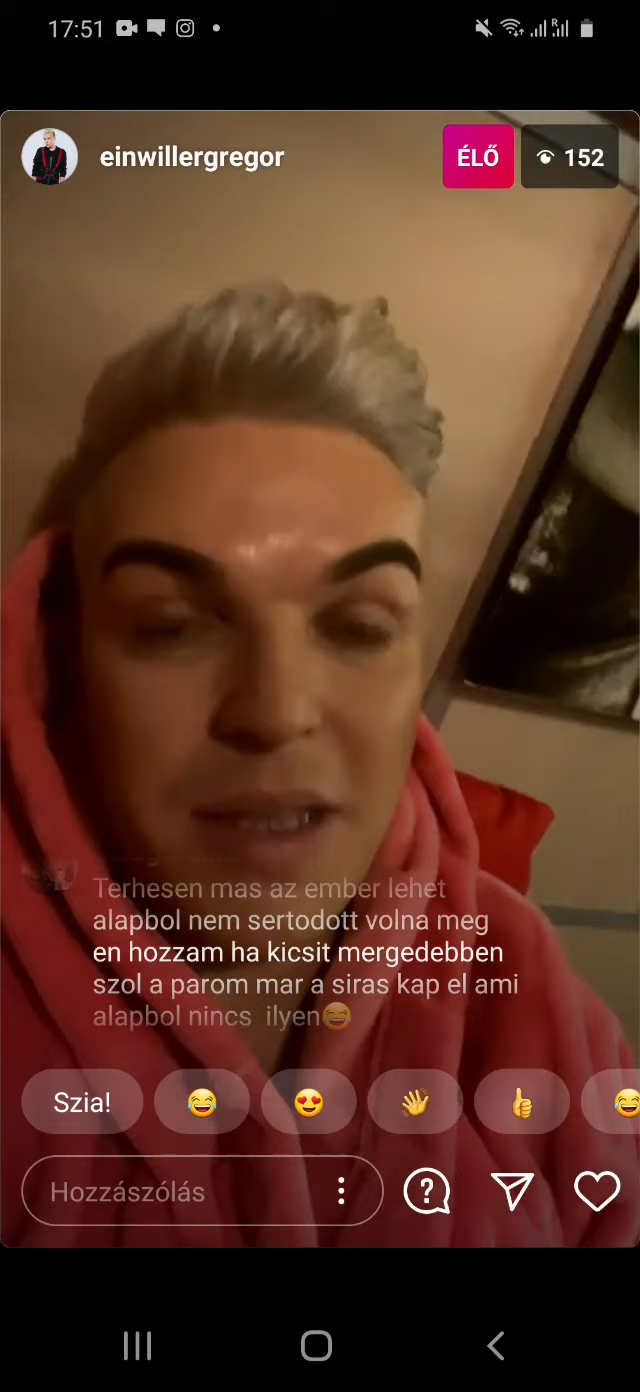 17:51
einwillergregor
ÉLŐ
152
Terhesen mas az ember lehet
alapbol nem sertodott volna meg
en hozzam ha kicsit mergedebben
szol a parom mar a siras kap el ami
alapbol nincs ilyen😂
Szia!
Hozzászólás